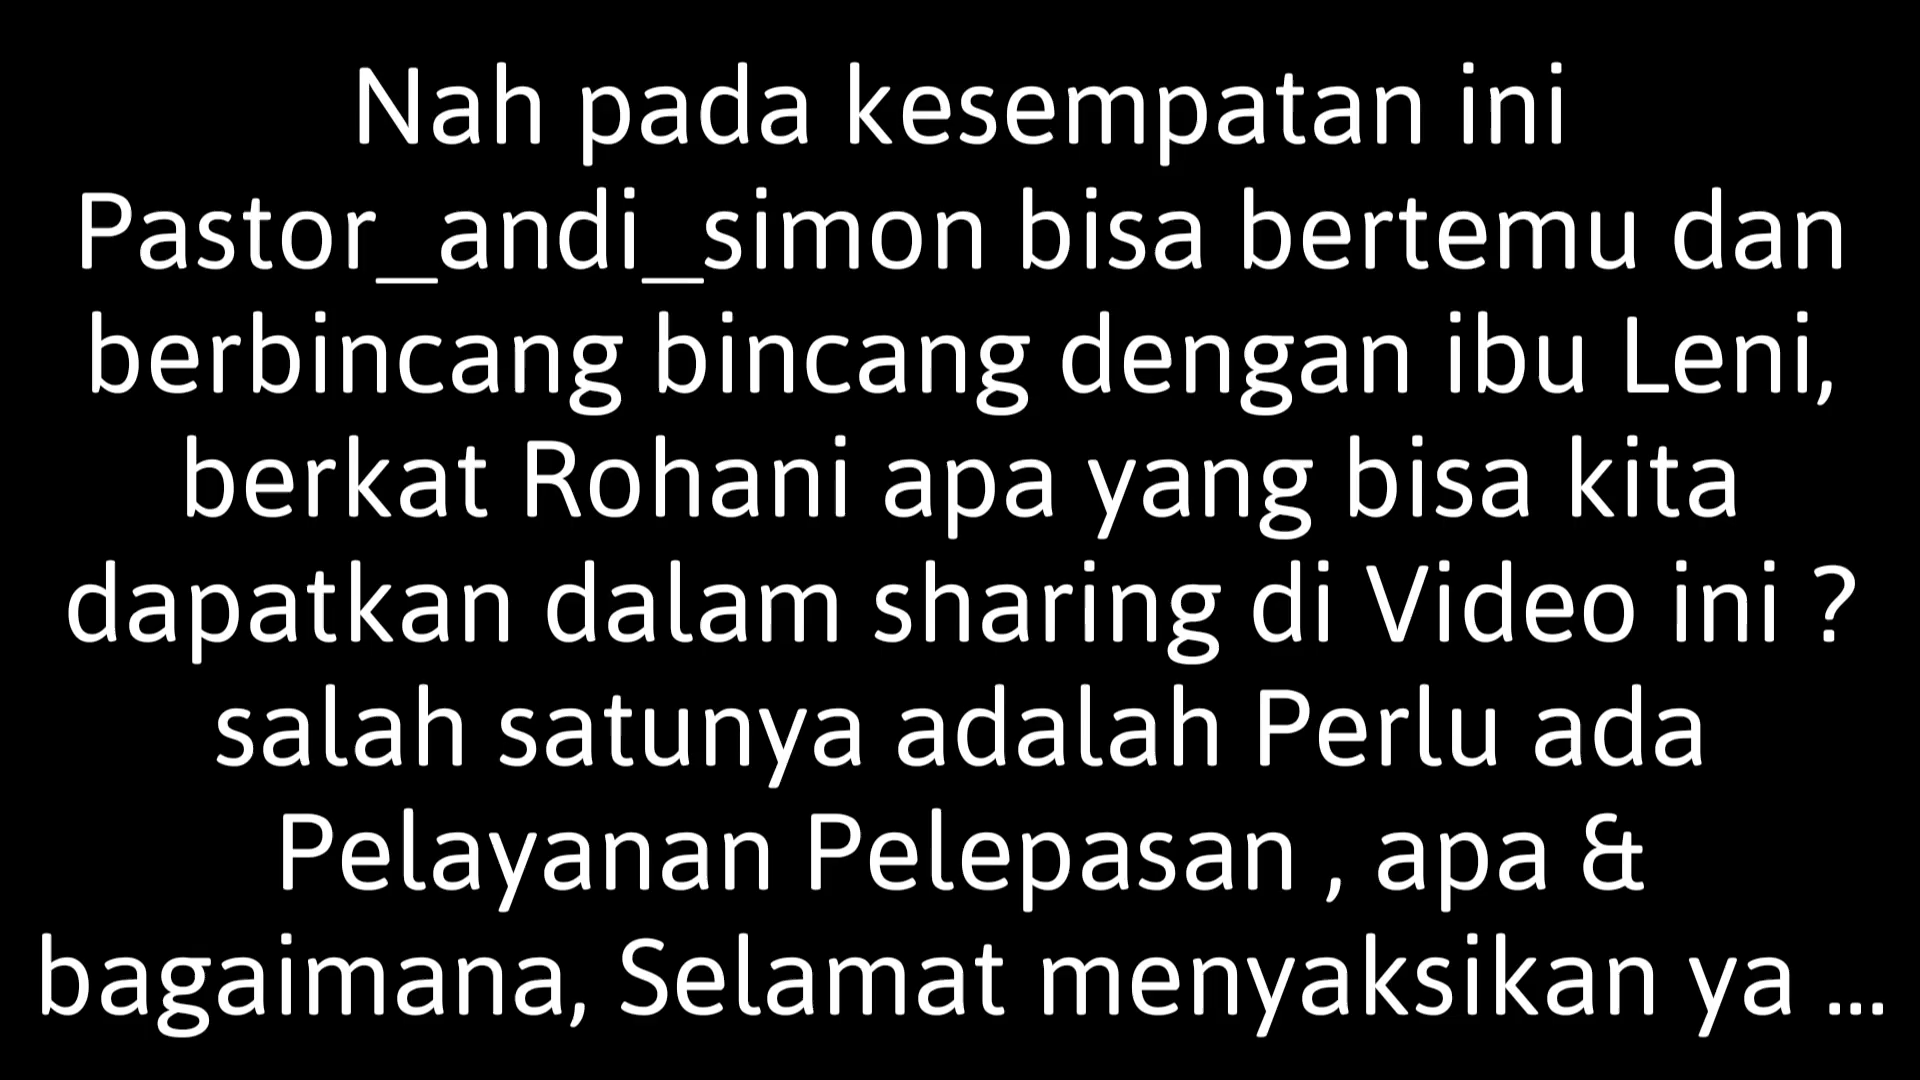 Nah pada kesempatan ini
Pastor_andi_simon bisa bertemu dan
berbincang bincang dengan ibu Leni,
berkat Rohani apa yang bisa kita
dapatkan dalam sharing di Video ini ?
salah satunya adalah Perlu ada
Pelayanan Pelepasan , apa &
bagaimana, Selamat menyaksikan ya ...